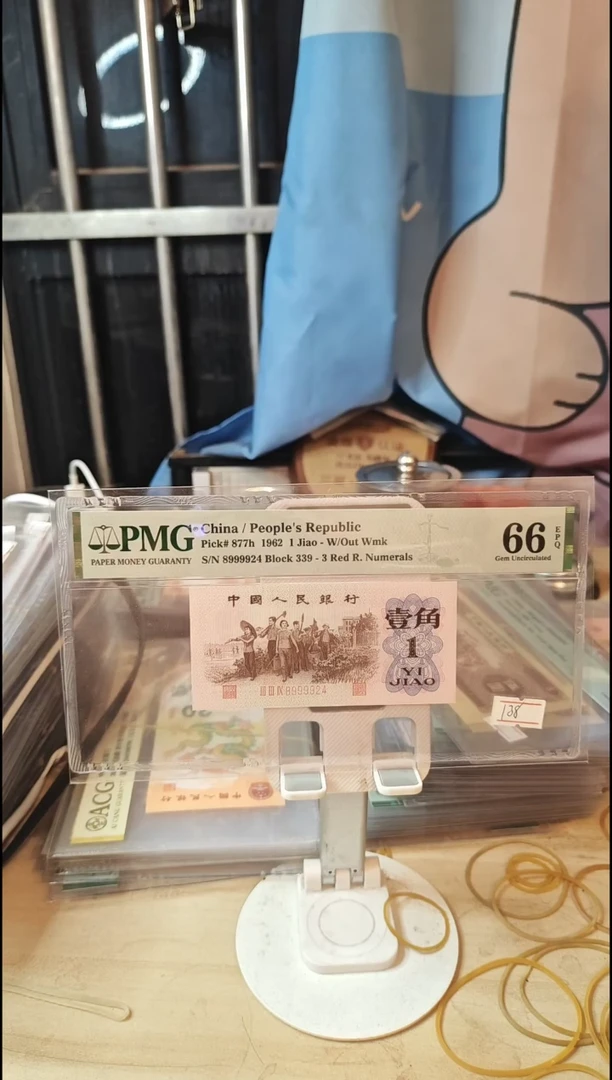 PMG
PAPER MONEY GUARANTY
China / People's Republic
Pick# 877h 1962 1 Jiao - W/Out Wmk
S/N 8999924 Block 339 - 3 Red R. Numerals
66
EPQ
Gem Uncirculated
中國人民銀行
壹角
1
YI
JIAO
III III IX 8999924
138
ACG